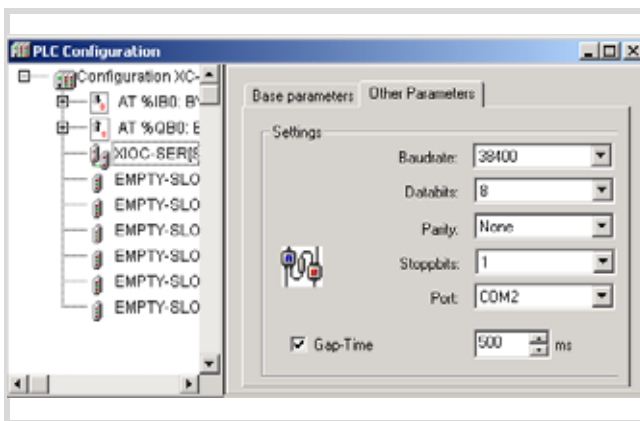 PLC Configuration
Configuration XC-
AT %IB0: BY
AT %QB0: E
XIOC-SER[S
EMPTY-SLO
EMPTY-SLO
EMPTY-SLO
EMPTY-SLO
EMPTY-SLO
EMPTY-SLO
Base parameters
Other Parameters
Settings
Baudrate: 38400
Databits: 8
Parity: None
Stoppbits: 1
Port: COM2
Gap-Time 500 ms